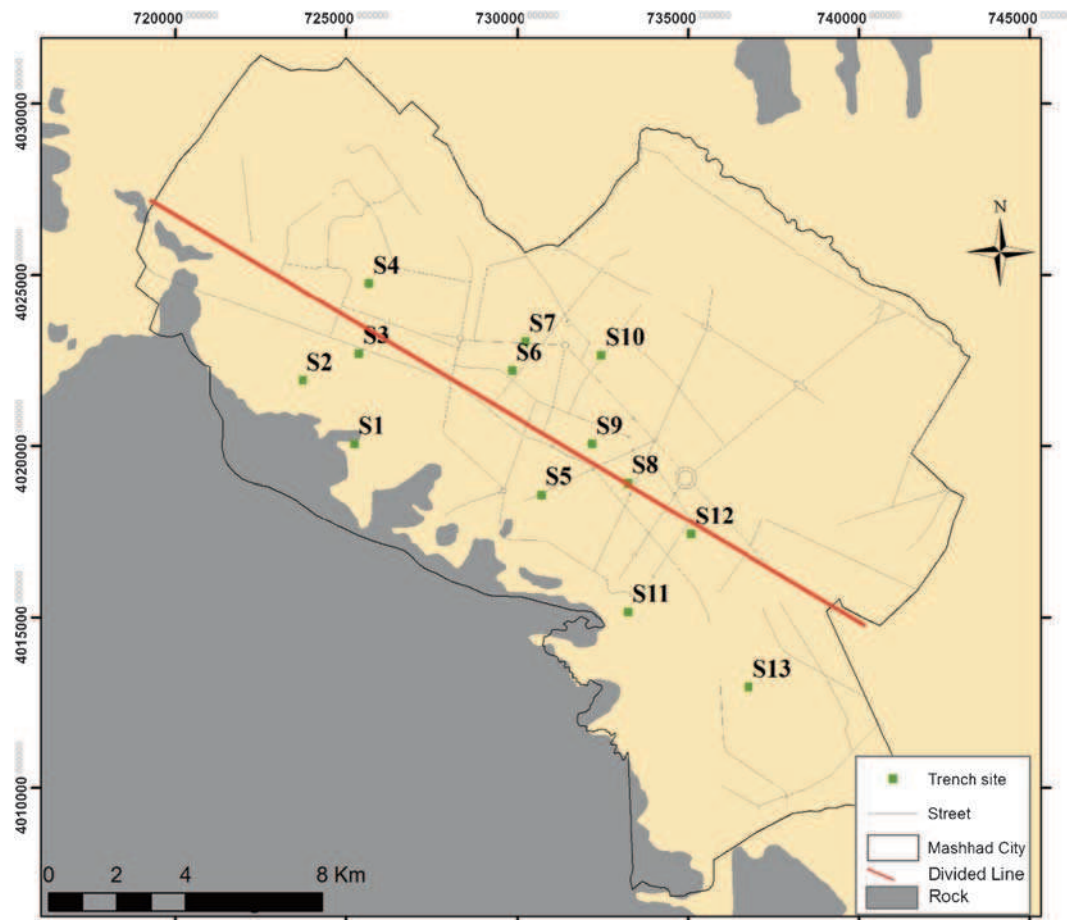 720000 725000 730000 735000 740000 745000
4030000
4025000
4020000
4015000
4010000
N
S4
S7
S10
S3
S6
S2
S1
S9
S8
S5
S12
S11
S13
Trench site
Street
Mashhad City
Divided Line
Rock
0 2 4 8 Km